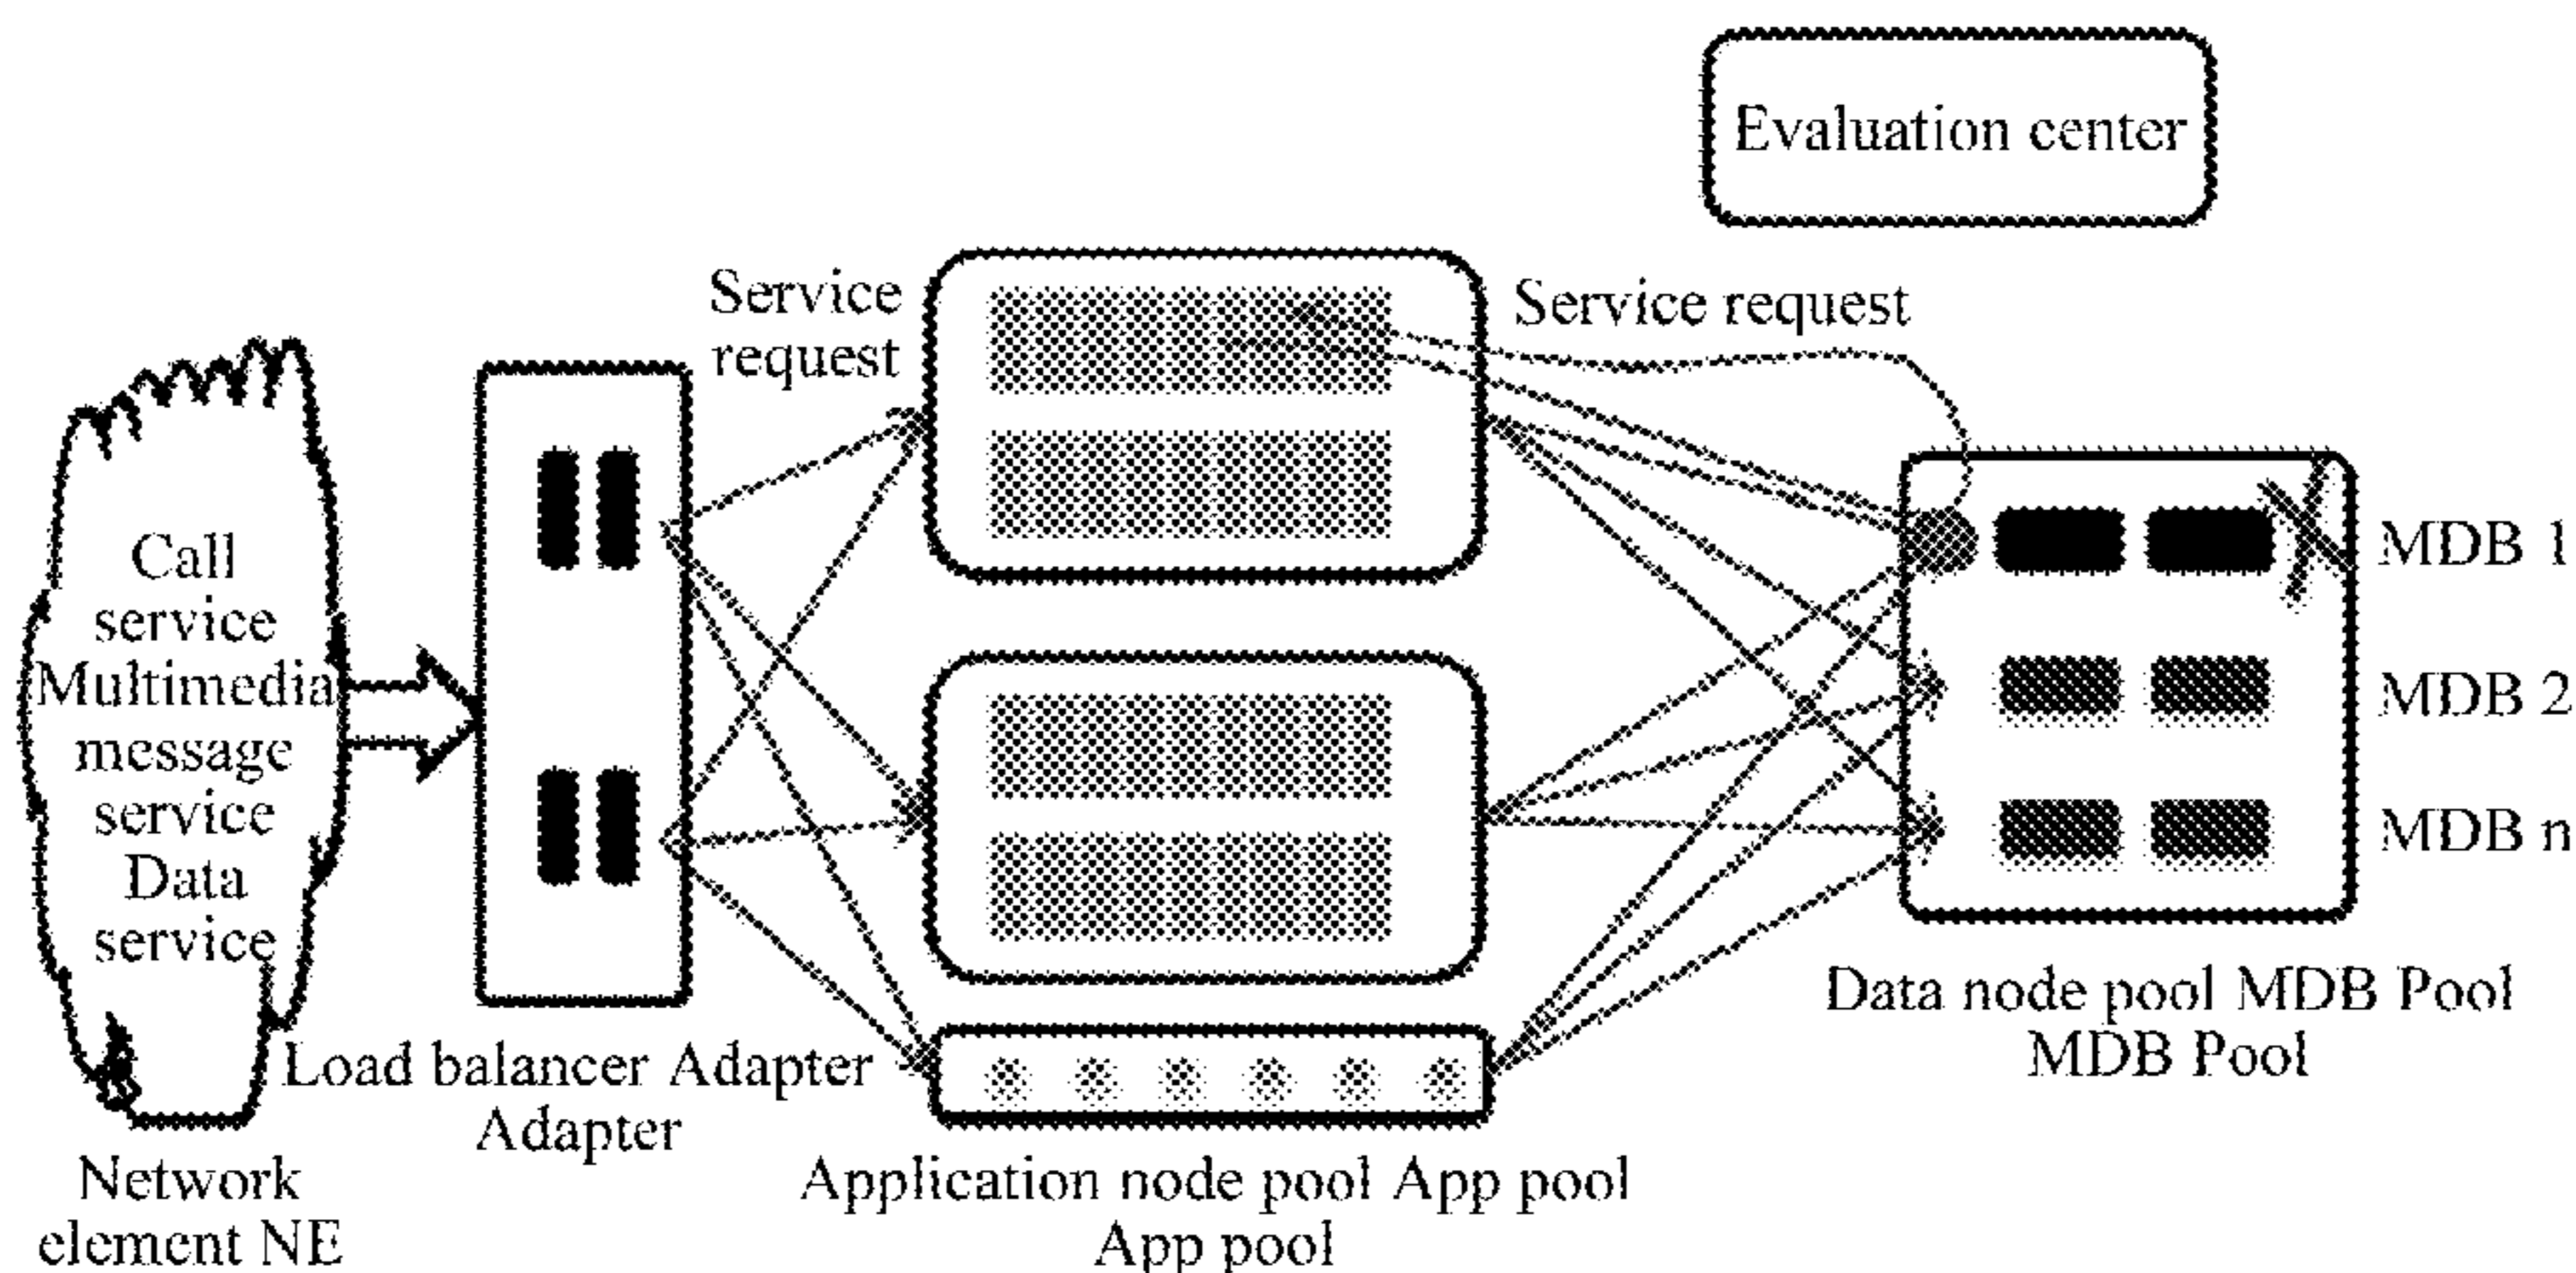 Evaluation center
Service
request
Service request
Call
service
Multimedia
message
service
Data
service
MDB 1
MDB 2
MDB n
Data node pool MDB Pool
MDB Pool
Load balancer Adapter
Adapter
Application node pool App pool
App pool
Network
element NE